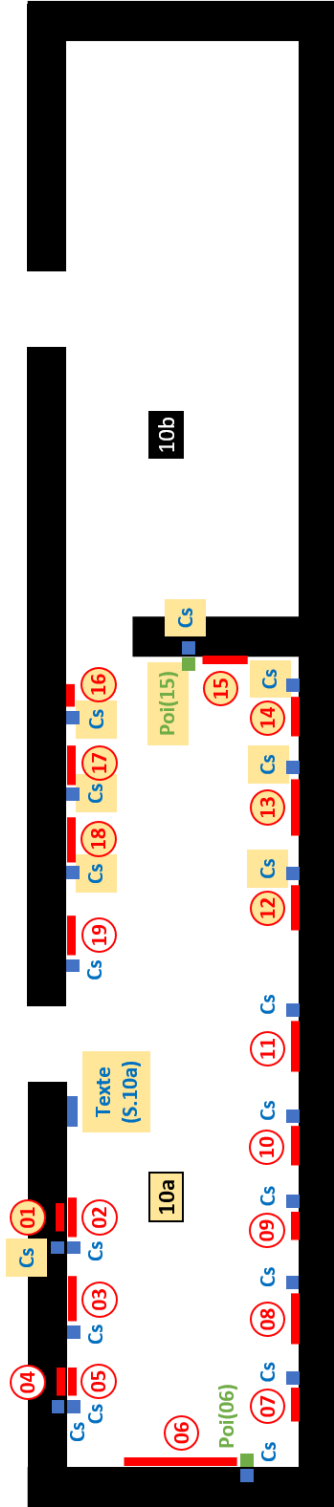 04
Cs
01
Cs
Cs
05
Cs
03
Cs
02
Texte
(S.10a)
Cs
19
Cs
18
Cs
17
Cs
16
06
10a
Poi(15)
Cs
10b
Poi(06)
15
Cs
07
Cs
08
Cs
09
Cs
10
Cs
11
Cs
12
Cs
13
Cs
14
Cs